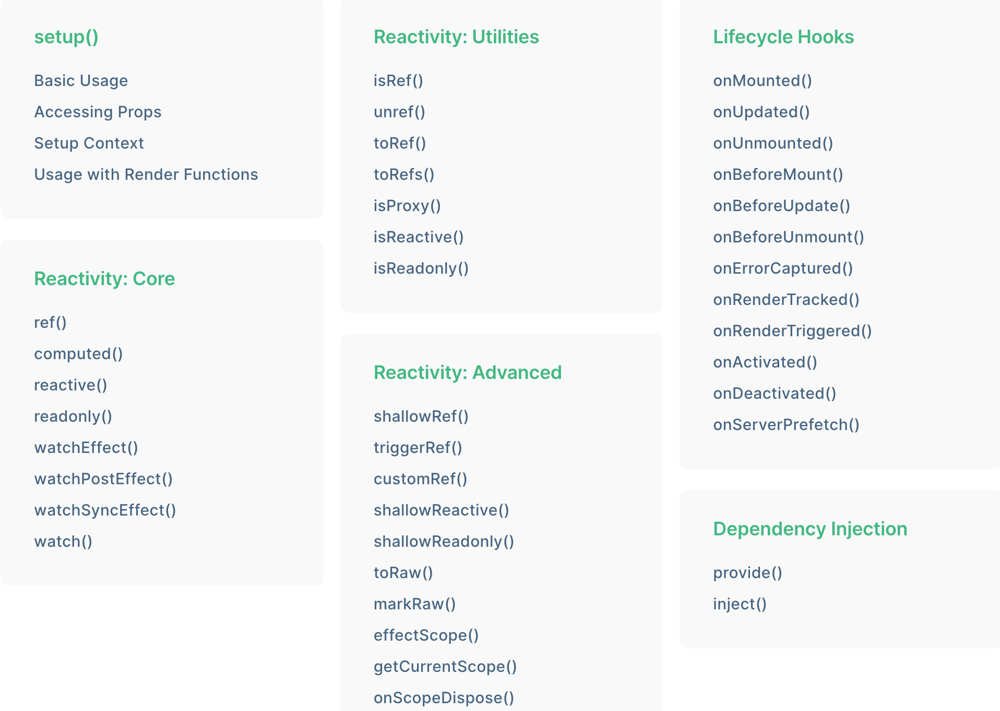 setup()
Basic Usage
Accessing Props
Setup Context
Usage with Render Functions
Reactivity: Core
ref()
computed()
reactive()
readonly()
watchEffect()
watchPostEffect()
watchSyncEffect()
watch()
Reactivity: Utilities
isRef()
unref()
toRef()
toRefs()
isProxy()
isReactive()
isReadonly()
Reactivity: Advanced
shallowRef()
triggerRef()
customRef()
shallowReactive()
shallowReadonly()
toRaw()
markRaw()
effectScope()
getCurrentScope()
onScopeDispose()
Lifecycle Hooks
onMounted()
onUpdated()
onUnmounted()
onBeforeMount()
onBeforeUpdate()
onBeforeUnmount()
onErrorCaptured()
onRenderTracked()
onRenderTriggered()
onActivated()
onDeactivated()
onServerPrefetch()
Dependency Injection
provide()
inject()